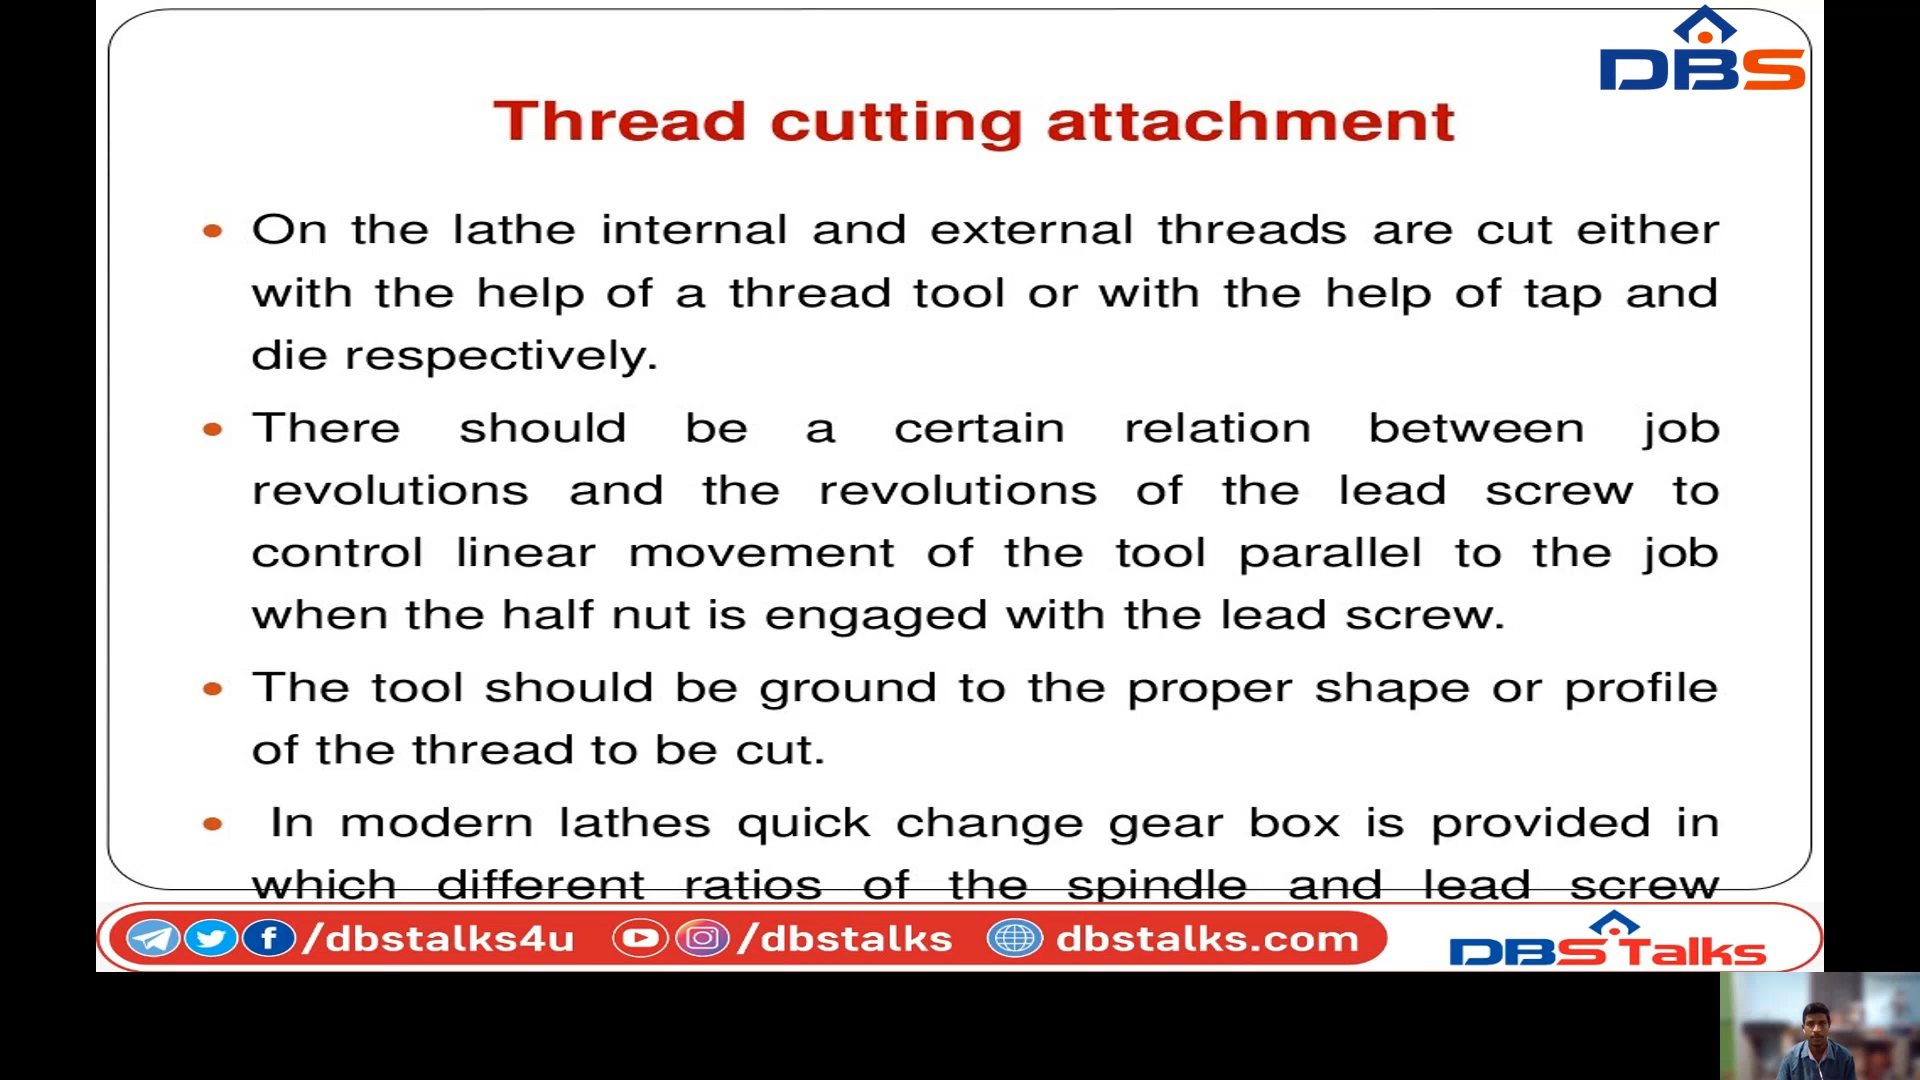 DBS
Thread cutting attachment
• On the lathe internal and external threads are cut either
with the help of a thread tool or with the help of tap and
die respectively.
• There should be a certain relation between job
revolutions and the revolutions of the lead screw to
control linear movement of the tool parallel to the job
when the half nut is engaged with the lead screw.
• The tool should be ground to the proper shape or profile
of the thread to be cut.
• In modern lathes quick change gear box is provided in
which different ratios of the spindle and lead screw
/dbstalks4u /dbstalks dbstalks.com DBS Talks